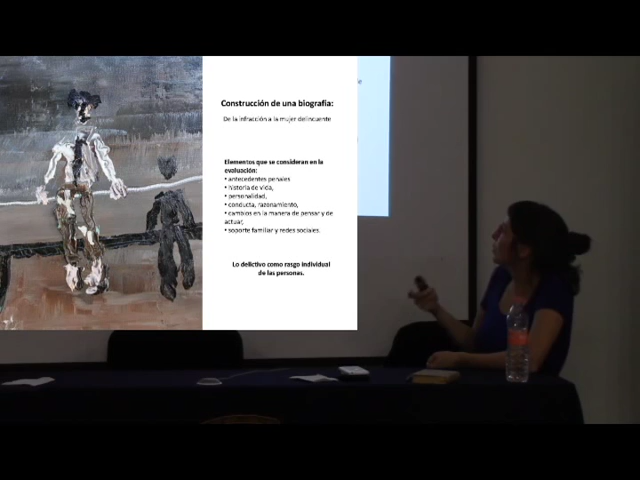 Construcción de una biografía:
De la infracción a la mujer delincuente
Elementos que se consideran en la
evaluación:
• antecedentes penales
• historia de vida,
• personalidad,
• conducta, razonamiento,
• cambios en la manera de pensar y de
actuar,
• soporte familiar y redes sociales.
Lo delictivo como rasgo individual
de las personas.